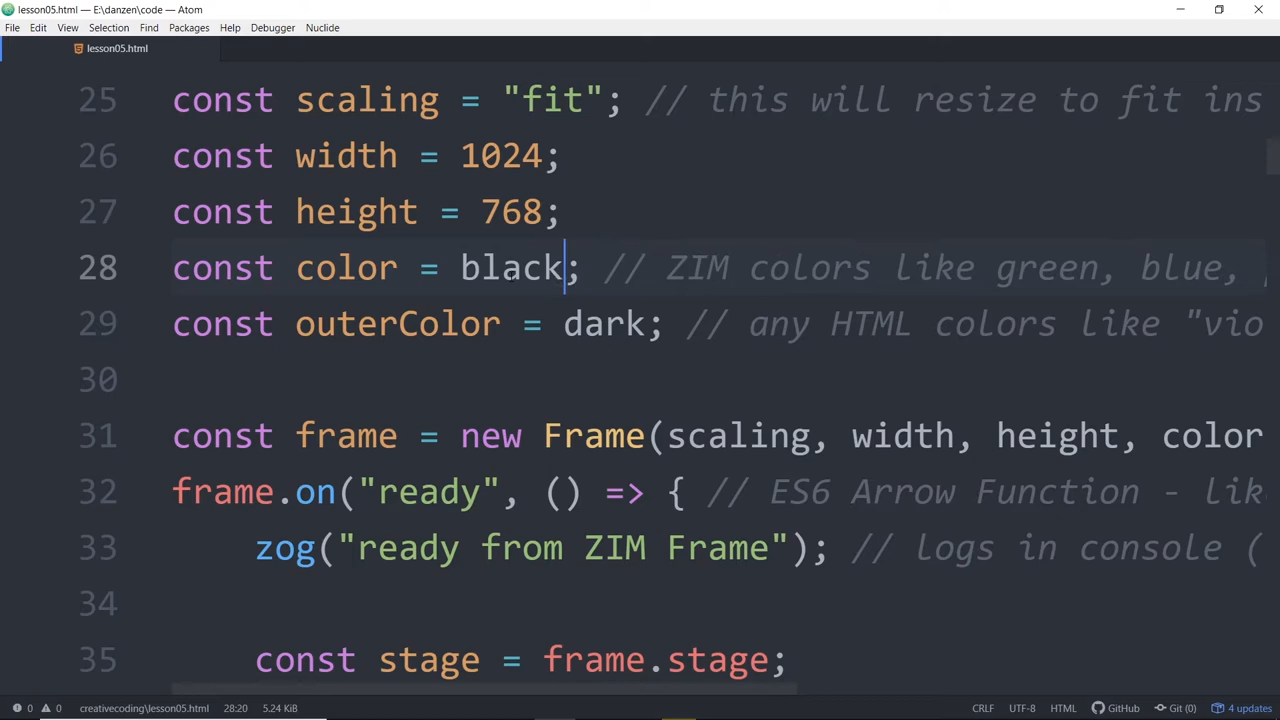 lesson05.html — E:\danzen\code — Atom
File Edit View Selection Find Packages Help Debugger Nuclide
lesson05.html
25 const scaling = "fit"; // this will resize to fit ins
26 const width = 1024;
27 const height = 768;
28 const color = black; // ZIM colors like green, blue,
29 const outerColor = dark; // any HTML colors like "vio
30
31 const frame = new Frame(scaling, width, height, color
32 frame.on("ready", () => { // ES6 Arrow Function - lik
33 zog("ready from ZIM Frame"); // logs in console (
34
35 const stage = frame.stage;
0 0 creativecoding\lesson05.html 28:20 5.24 KiB CRLF UTF-8 HTML GitHub Git (0) 4 updates